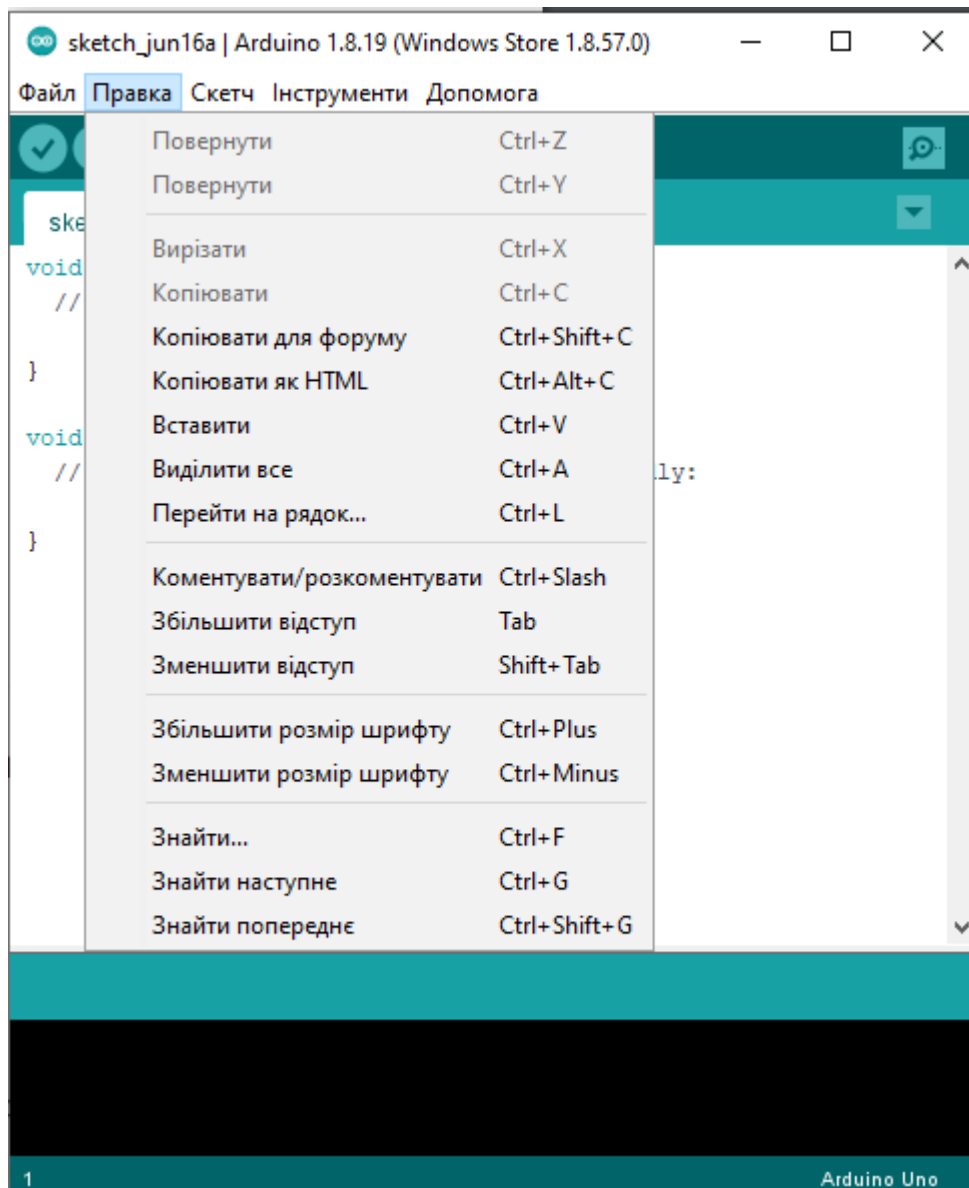 sketch_jun16a | Arduino 1.8.19 (Windows Store 1.8.57.0)
Файл Правка Скетч Інструменти Допомога
Повернути Ctrl+Z
Повернути Ctrl+Y
ske
Вирізати Ctrl+X
void
Копіювати Ctrl+C
//
Копіювати для форуму Ctrl+Shift+C
}
Копіювати як HTML Ctrl+Alt+C
Вставити Ctrl+V
void
Виділити все Ctrl+A
// ly:
Перейти на рядок... Ctrl+L
}
Коментувати/розкоментувати Ctrl+Slash
Збільшити відступ Tab
Зменшити відступ Shift+Tab
Збільшити розмір шрифту Ctrl+Plus
Зменшити розмір шрифту Ctrl+Minus
Знайти... Ctrl+F
Знайти наступне Ctrl+G
Знайти попереднє Ctrl+Shift+G
1 Arduino Uno